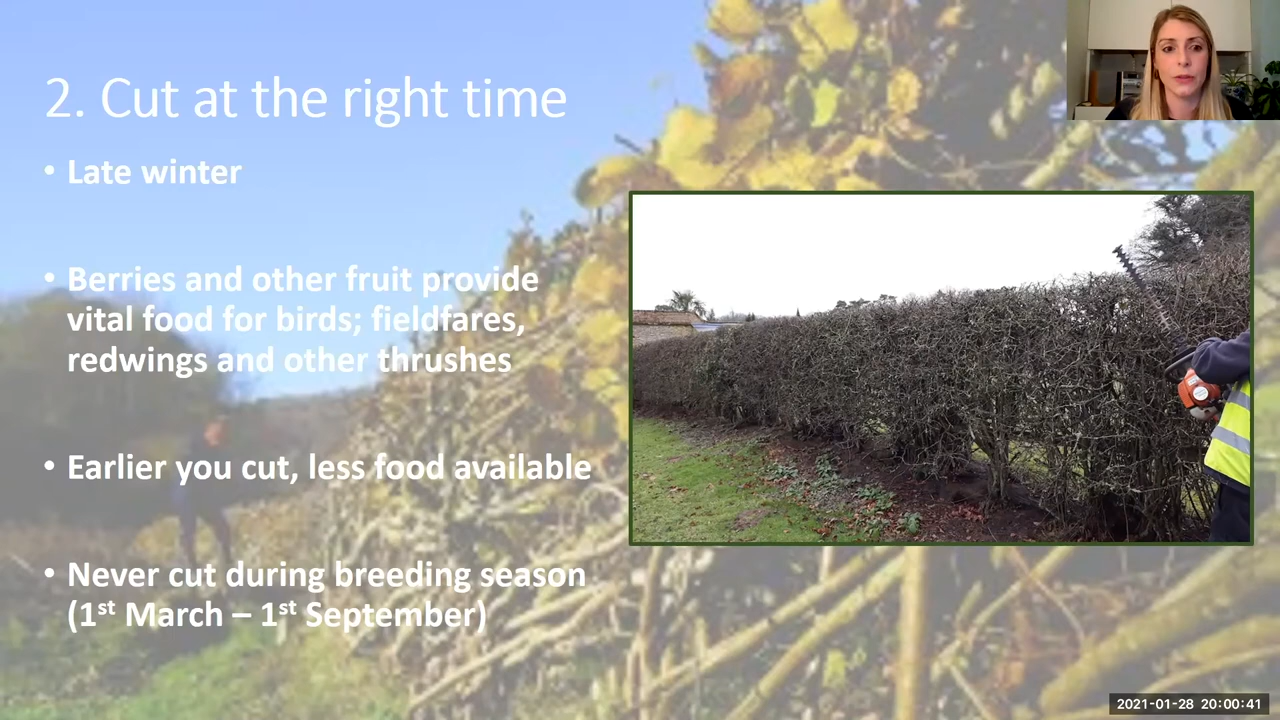 2. Cut at the right time
• Late winter
• Berries and other fruit provide
vital food for birds; fieldfares,
redwings and other thrushes
• Earlier you cut, less food available
• Never cut during breeding season
(1st March – 1st September)
2021-01-28 20:00:41